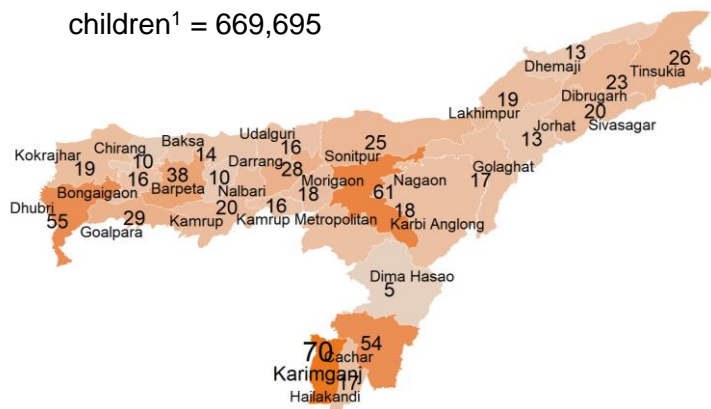 children¹ = 669,695
13
Dhemaji
26
Tinsukia
23
Dibrugarh
19
Lakhimpur
20
Sivasagar
Jorhat
13
Udalguri
16
25
Sonitpur
Baksa
14
Chirang
10
Kokrajhar
19
Darrang
28
Golaghat
17
38
Barpeta
10
Nalbari
16
Bongaigaon
Morigaon
18
Nagaon
61
Dhubri
55
29
Goalpara
20
Kamrup
16
Kamrup Metropolitan
18
Karbi Anglong
Dima Hasao
5
54
Cachar
70
Karimganj
17
Hailakandi